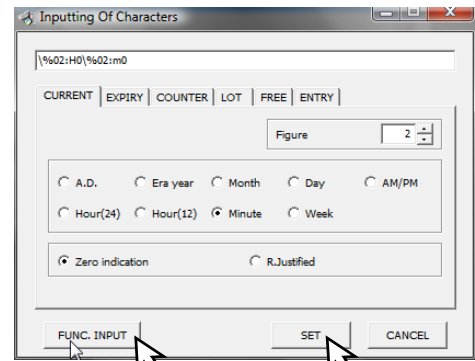 Inputting Of Characters
\%02:H0\%02:m0
CURRENT EXPIRY COUNTER LOT FREE ENTRY
Figure 2
A.D. Era year Month Day AM/PM
Hour(24) Hour(12) Minute Week
Zero indication R.Justified
FUNC. INPUT SET CANCEL